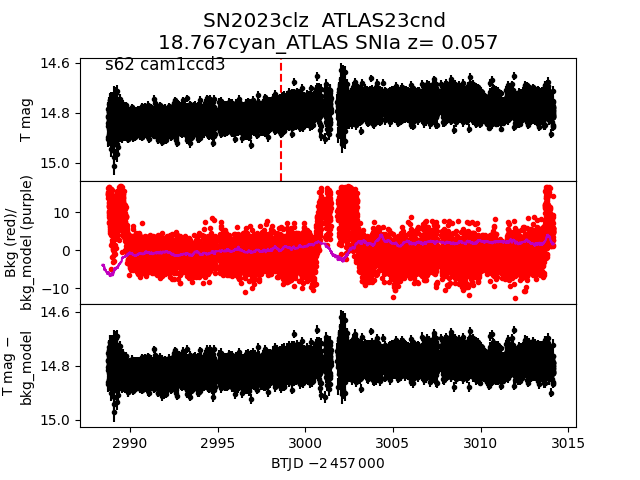 SN2023clz ATLAS23cnd
18.767cyan_ATLAS SNIa z= 0.057
s62 cam1ccd3
14.6
14.8
15.0
T mag
10
0
−10
Bkg (red)/
bkg_model (purple)
14.6
14.8
15.0
T mag −
bkg_model
2990 2995 3000 3005 3010 3015
BTJD −2 457 000